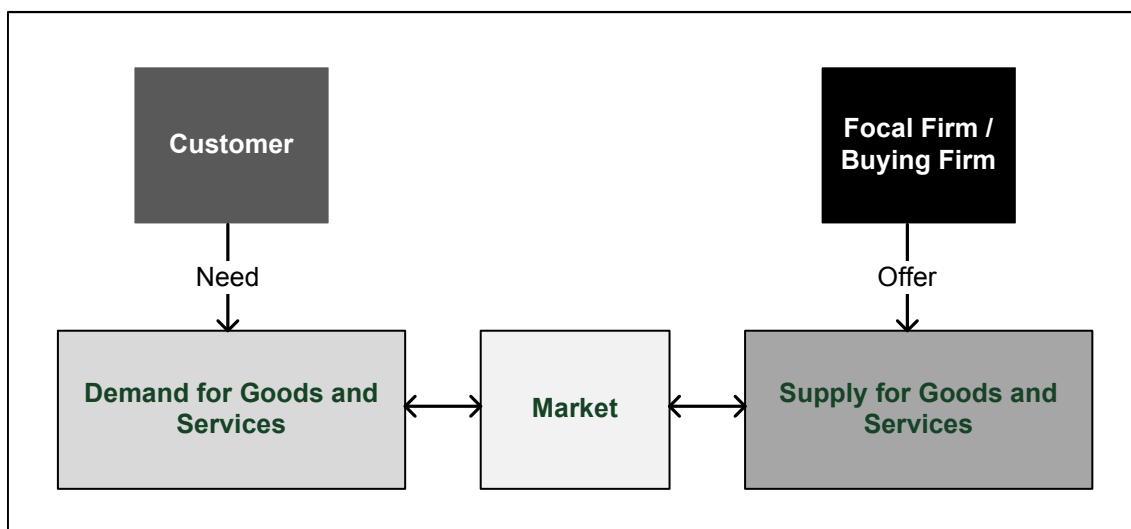 Customer
Focal Firm /
Buying Firm
Need
Offer
Demand for Goods and
Services
Market
Supply for Goods and
Services